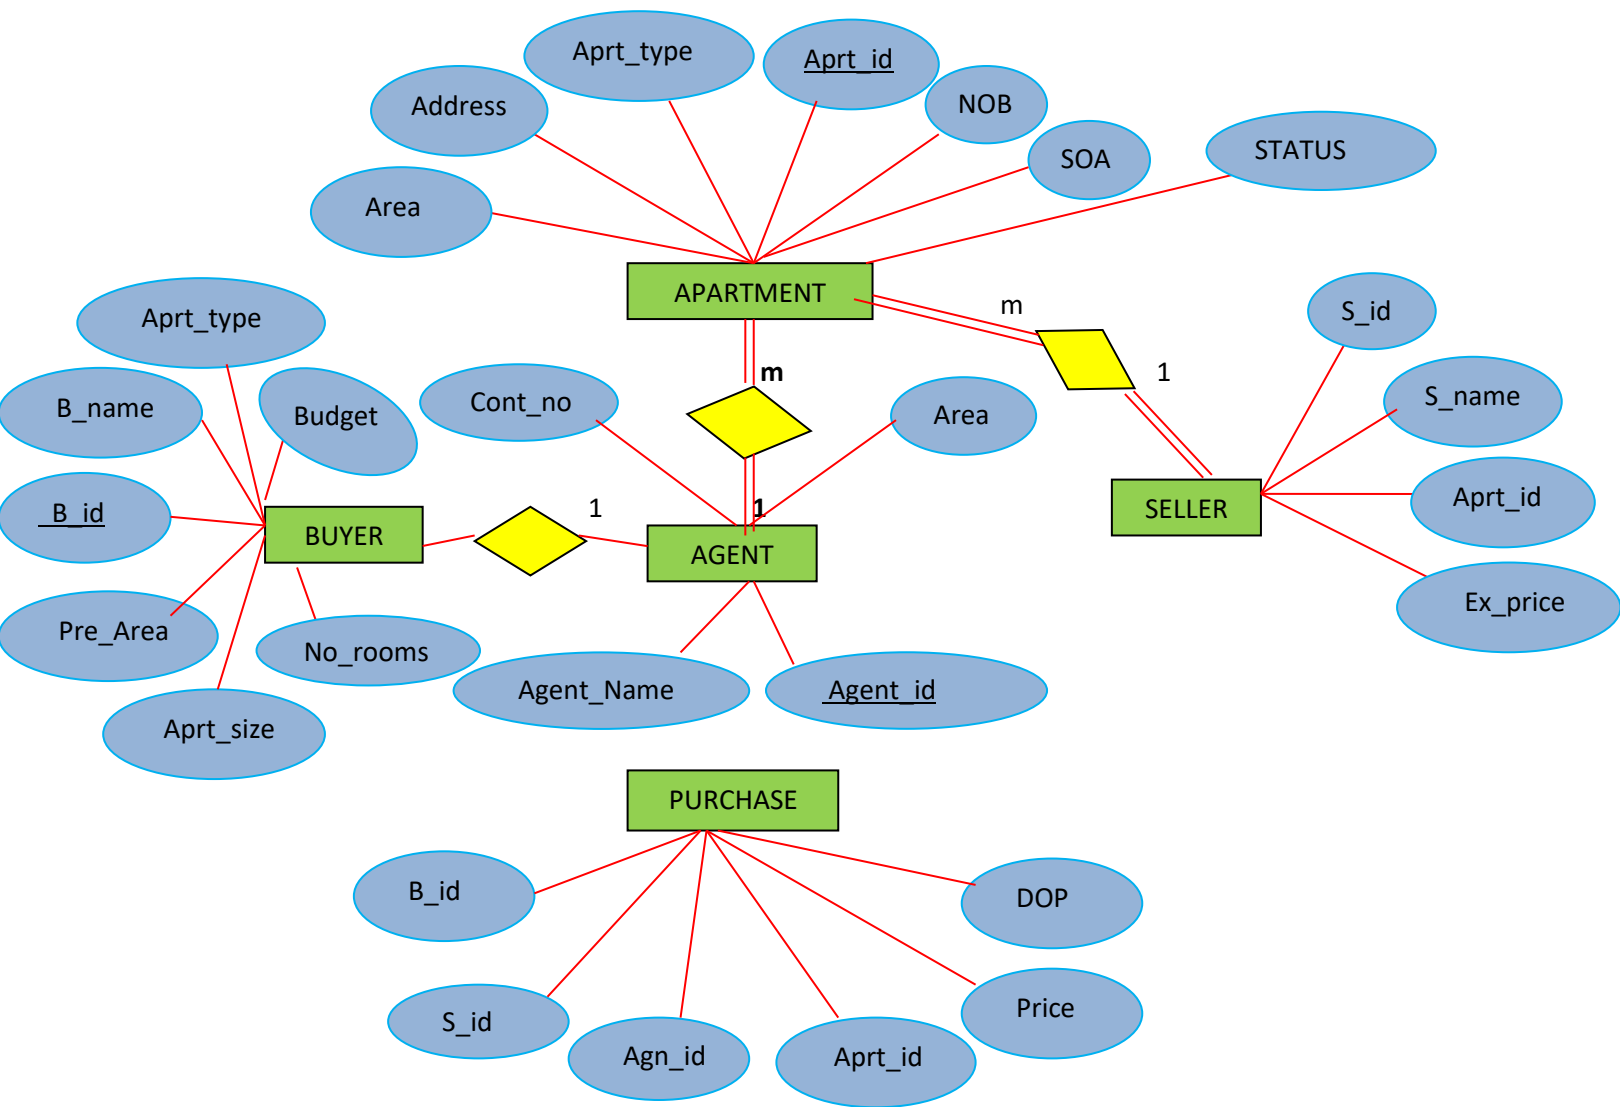 Aprt_type
Aprt_id
Address
NOB
SOA
STATUS
Area
APARTMENT
m
S_id
Aprt_type
m
1
B_name
Budget
Cont_no
Area
S_name
B_id
1
1
SELLER
Aprt_id
BUYER
AGENT
Ex_price
Pre_Area
No_rooms
Agent_Name
Agent_id
Aprt_size
PURCHASE
B_id
DOP
S_id
Price
Agn_id
Aprt_id